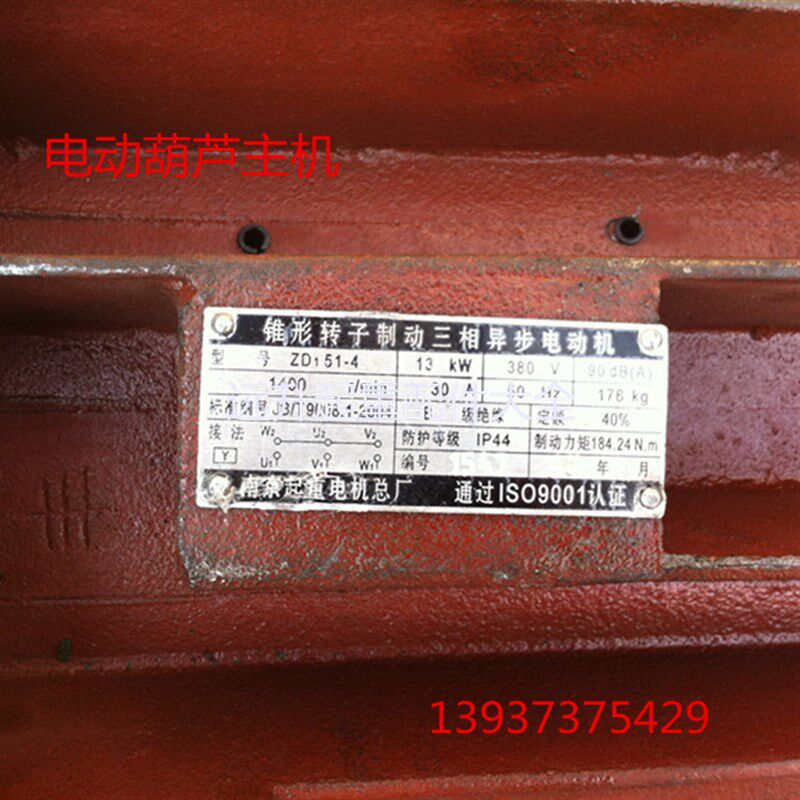 电动葫芦主机
锥形转子制动三相异步电动机
型号 ZD₁51-4 13 kW 380 V 90 dB(A)
1400 r/min 30 A 178 kg
标准编号 级绝缘 定额 40%
接法 W₂ U₂ V₂ 防护等级 IP44 制动力矩184.24N.m
Y U₁ V₁ W₁ 编号 年 月
南京起重电机总厂 通过ISO9001认证
13937375429